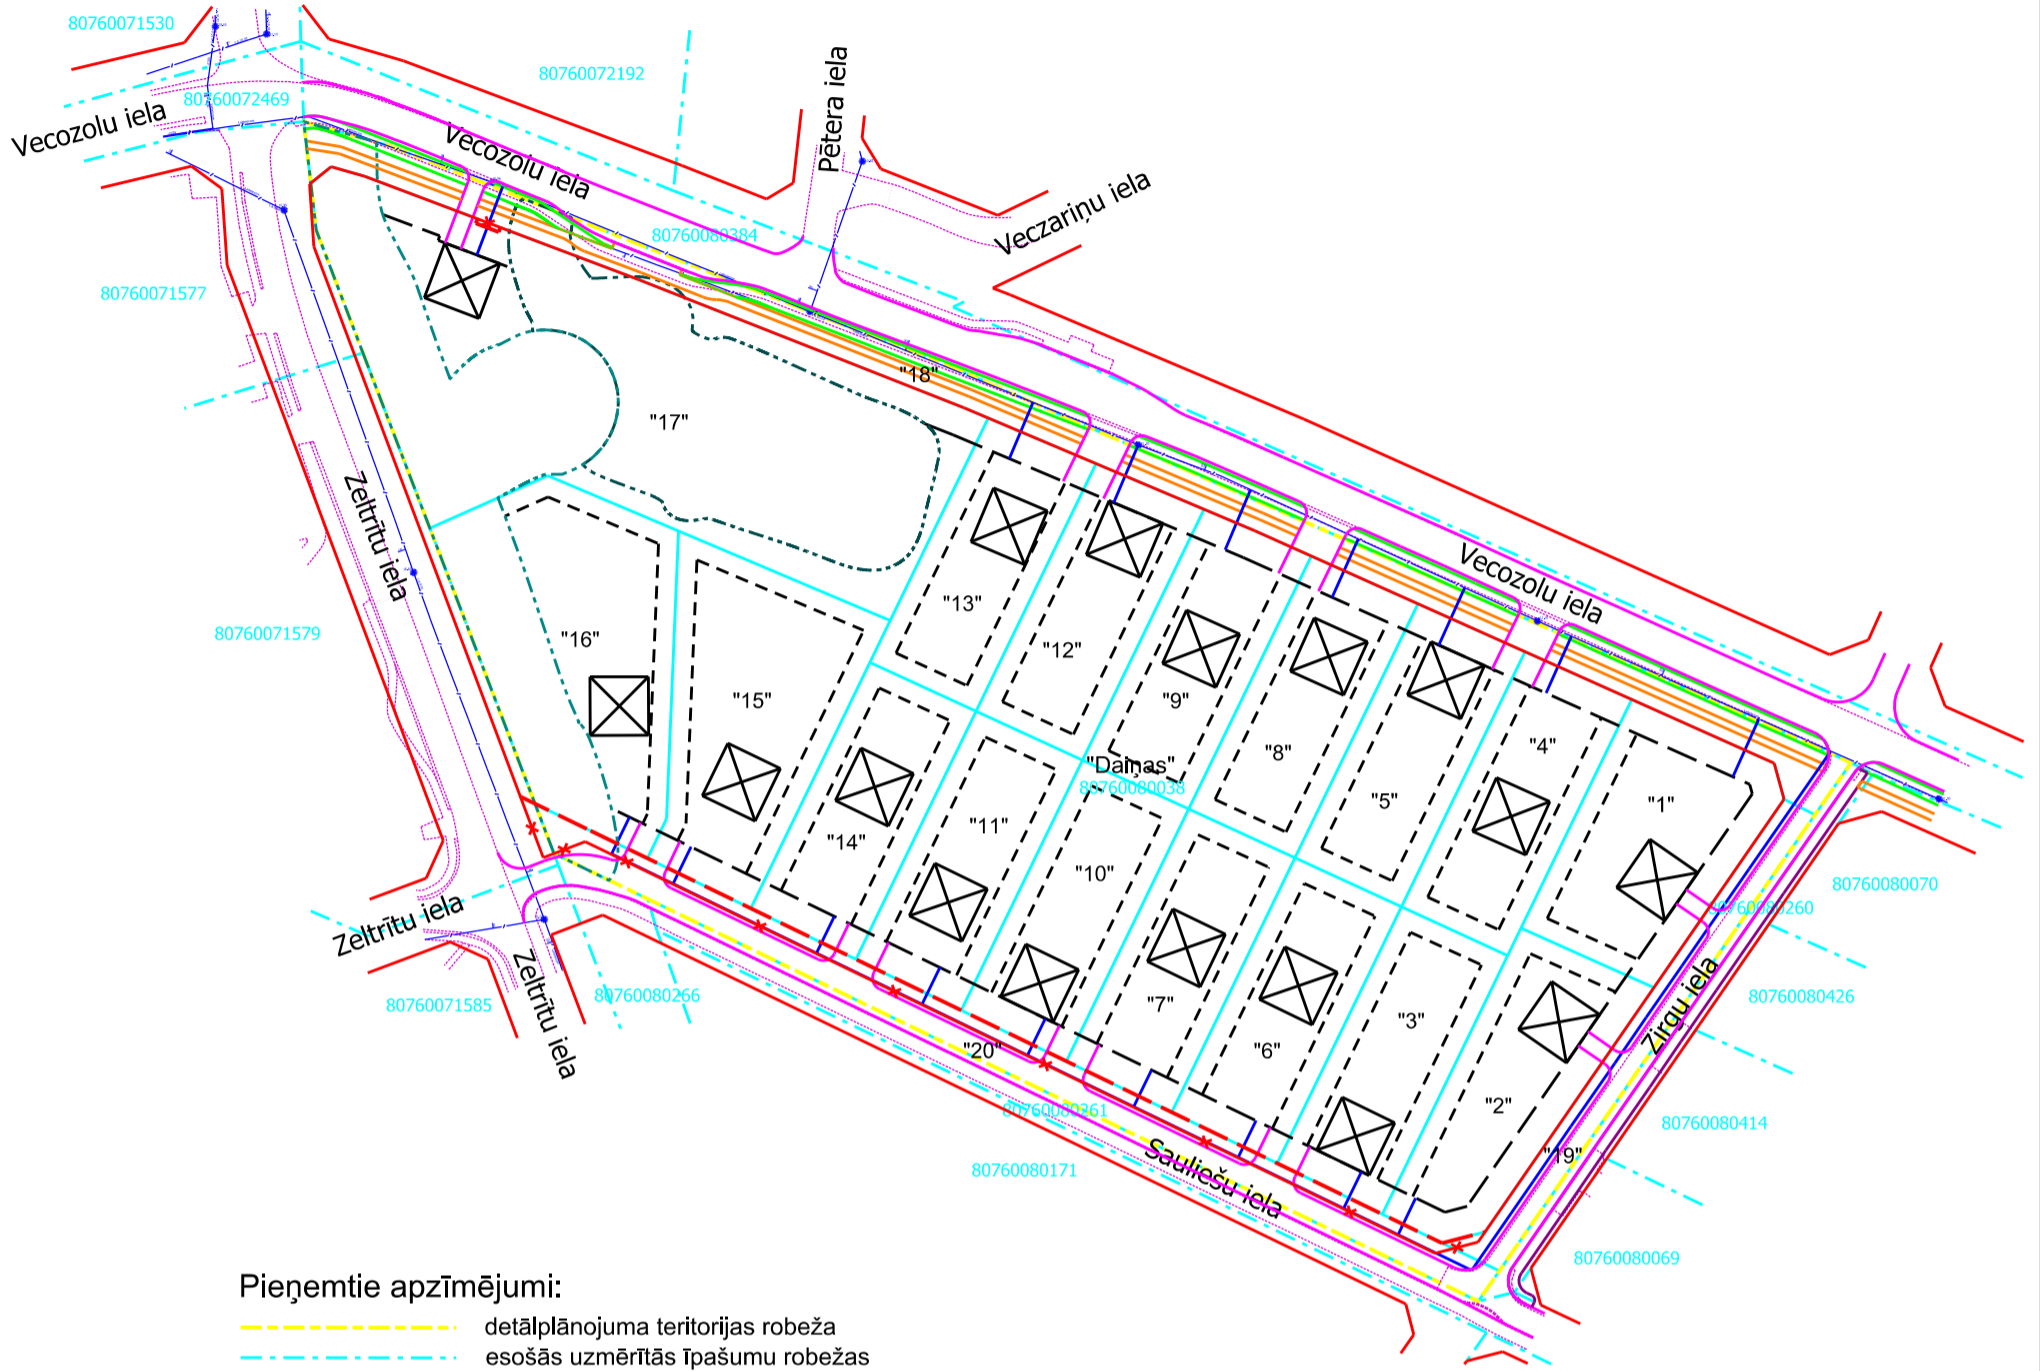 80760071530
80760072192
Pētera iela
80760072469
Vecozolu iela
Vecozolu iela
Veczariņu iela
80760080384
80760071577
"18"
"17"
Zeltrītu iela
Vecozolu iela
80760071579
"13"
"16"
"12"
"15"
"9"
"8"
"4"
"Daiņas"
80760080038
"5"
"1"
"11"
"14"
"10"
80760080070
80760080260
Zeltrītu iela
80760071585
80760080266
Zeltrītu iela
"7"
"3"
80760080426
Zirgu iela
"20"
"6"
80760080261
"2"
80760080414
80760080171
Sauliešu iela
"19"
80760080069
Pieņemtie apzīmējumi:
detālplānojuma teritorijas robeža
esošās uzmērītās īpašumu robežas